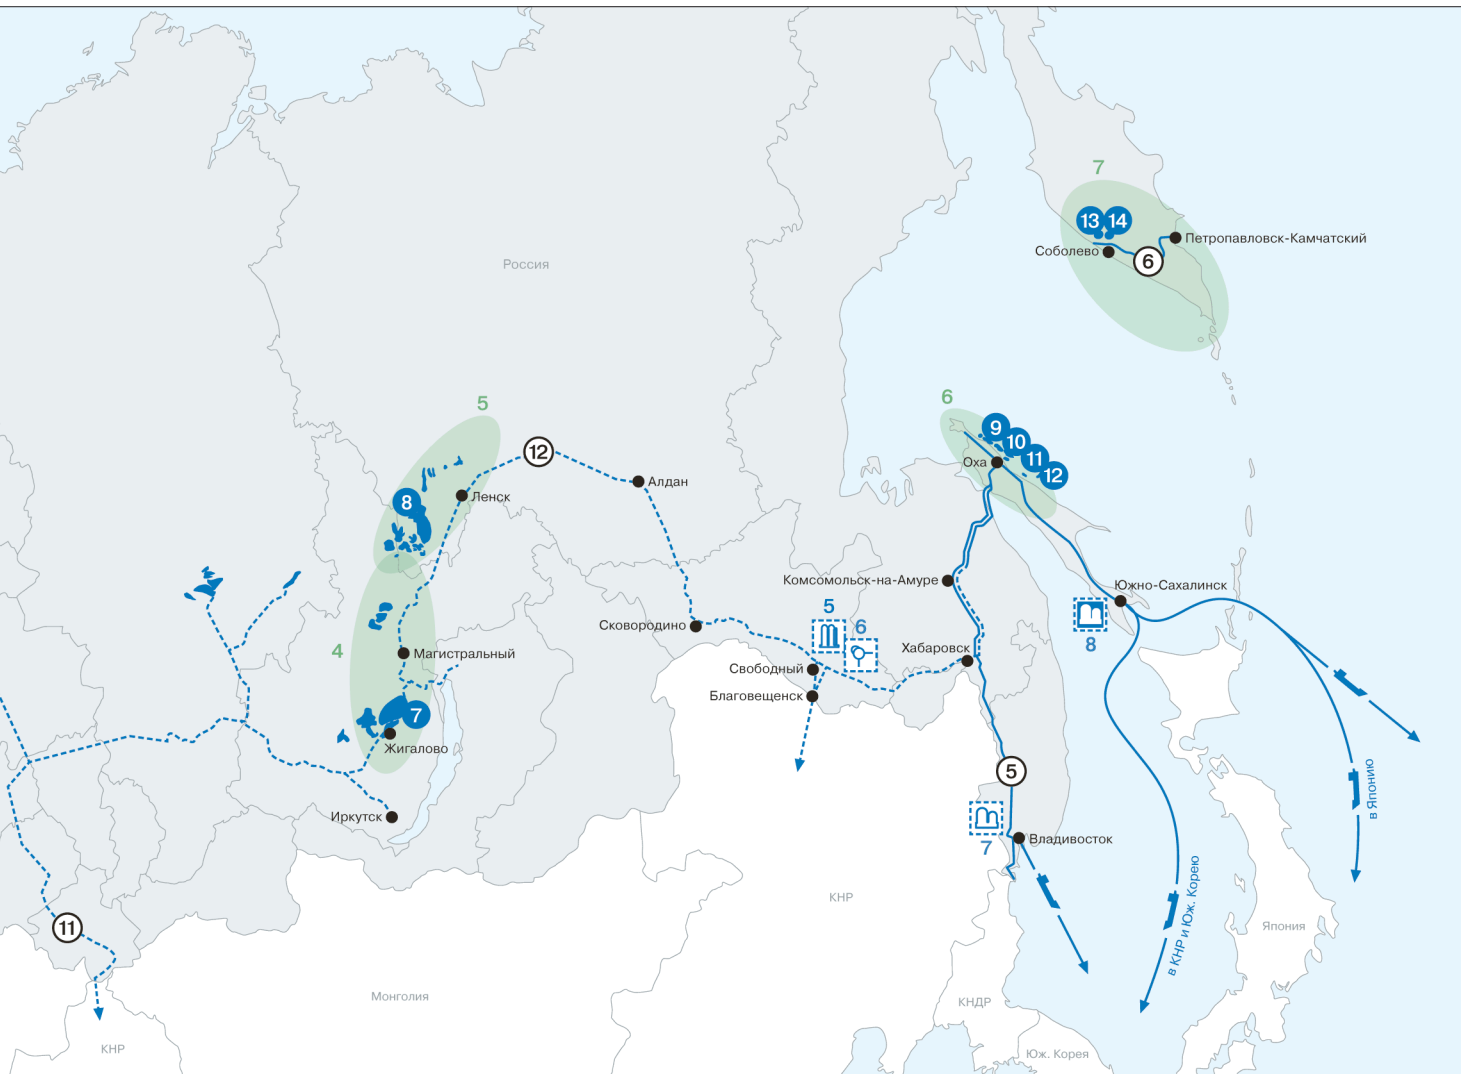 7
13
14
Петропавловск-Камчатский
Соболево
6
Россия
5
6
9
10
11
12
12
Оха
Алдан
8
Ленск
Комсомольск-на-Амуре
Южно-Сахалинск
5
6
8
Сковородино
Хабаровск
4
Магистральный
Свободный
Благовещенск
7
Жигалово
5
в Японию
Иркутск
7
Владивосток
КНР
в КНР и Юж. Корею
11
Япония
Монголия
КНДР
КНР
Юж. Корея